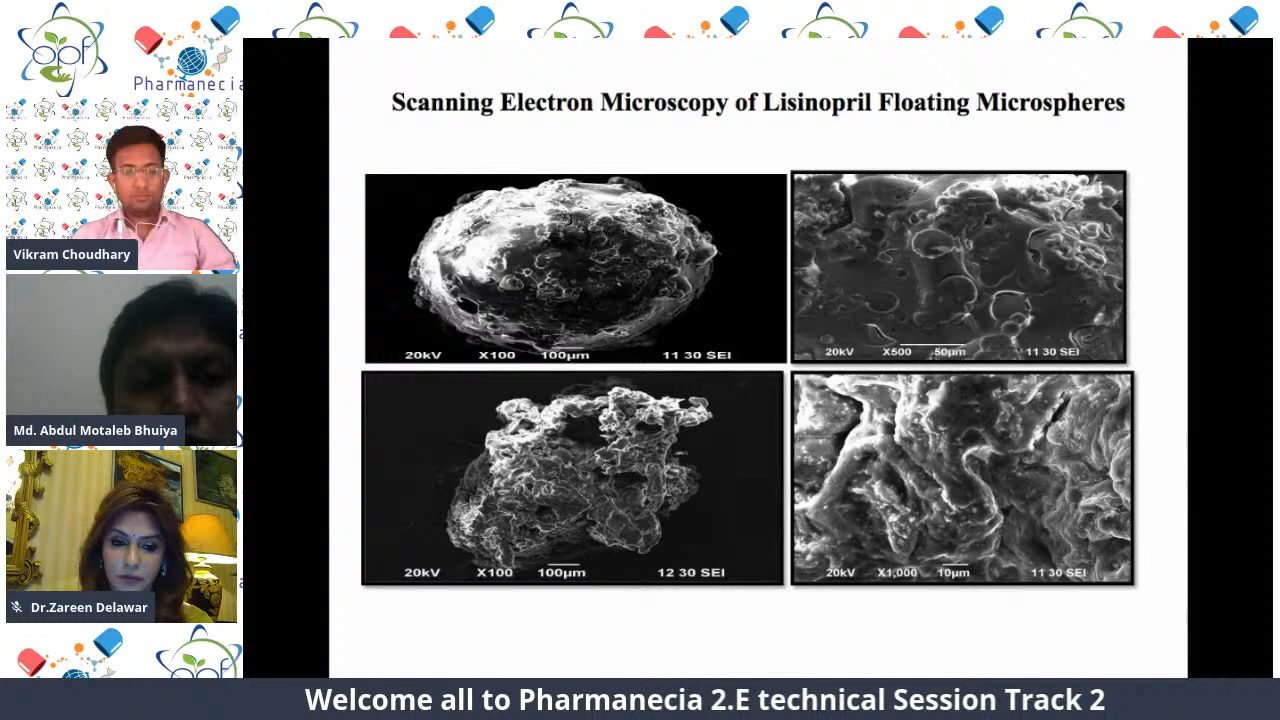 opf
Pharmanecia
Scanning Electron Microscopy of Lisinopril Floating Microspheres
20kV X100 100μm 11 30 SEI
20kV X500 50μm 11 30 SEI
20kV X100 100μm 12 30 SEI
20kV X1,000 10μm 11 30 SEI
Vikram Choudhary
Md. Abdul Motaleb Bhuiya
Dr.Zareen Delawar
Welcome all to Pharmanecia 2.E technical Session Track 2